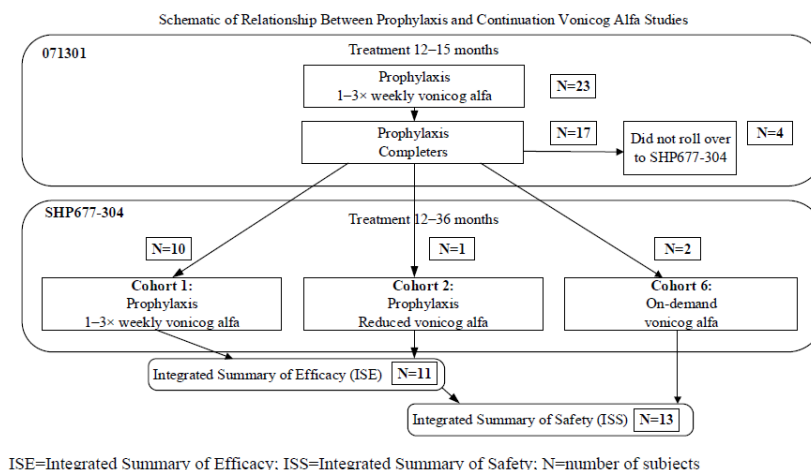 Schematic of Relationship Between Prophylaxis and Continuation Vonicog Alfa Studies
071301
Treatment 12–15 months
Prophylaxis
1–3× weekly vonicog alfa
N=23
Prophylaxis
Completers
N=17
Did not roll over
to SHP677-304
N=4
SHP677-304
Treatment 12–36 months
N=10
N=1
N=2
Cohort 1:
Prophylaxis
1–3× weekly vonicog alfa
Cohort 2:
Prophylaxis
Reduced vonicog alfa
Cohort 6:
On-demand
vonicog alfa
Integrated Summary of Efficacy (ISE)
N=11
Integrated Summary of Safety (ISS)
N=13
ISE=Integrated Summary of Efficacy; ISS=Integrated Summary of Safety; N=number of subjects